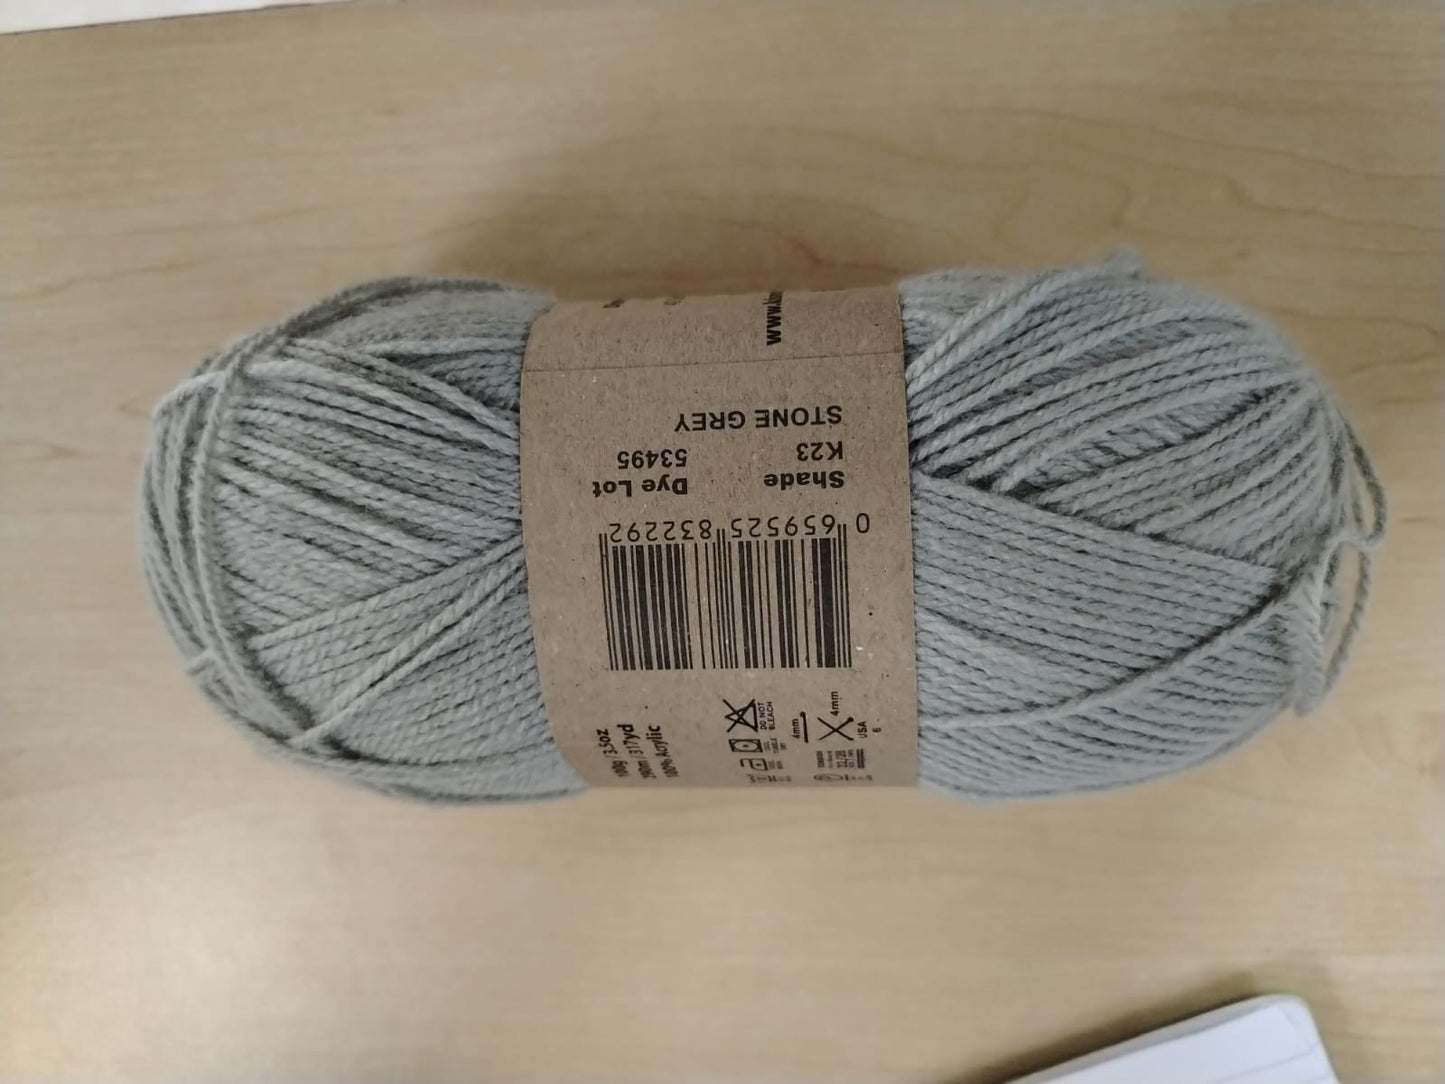 www.
STONE GREY
K23
53495
Shade
Dye Lot
0 659525 832292
100g / 3.5oz
290m / 317yd
100% Acrylic
DO NOT
BLEACH
4mm
4mm
USA
6